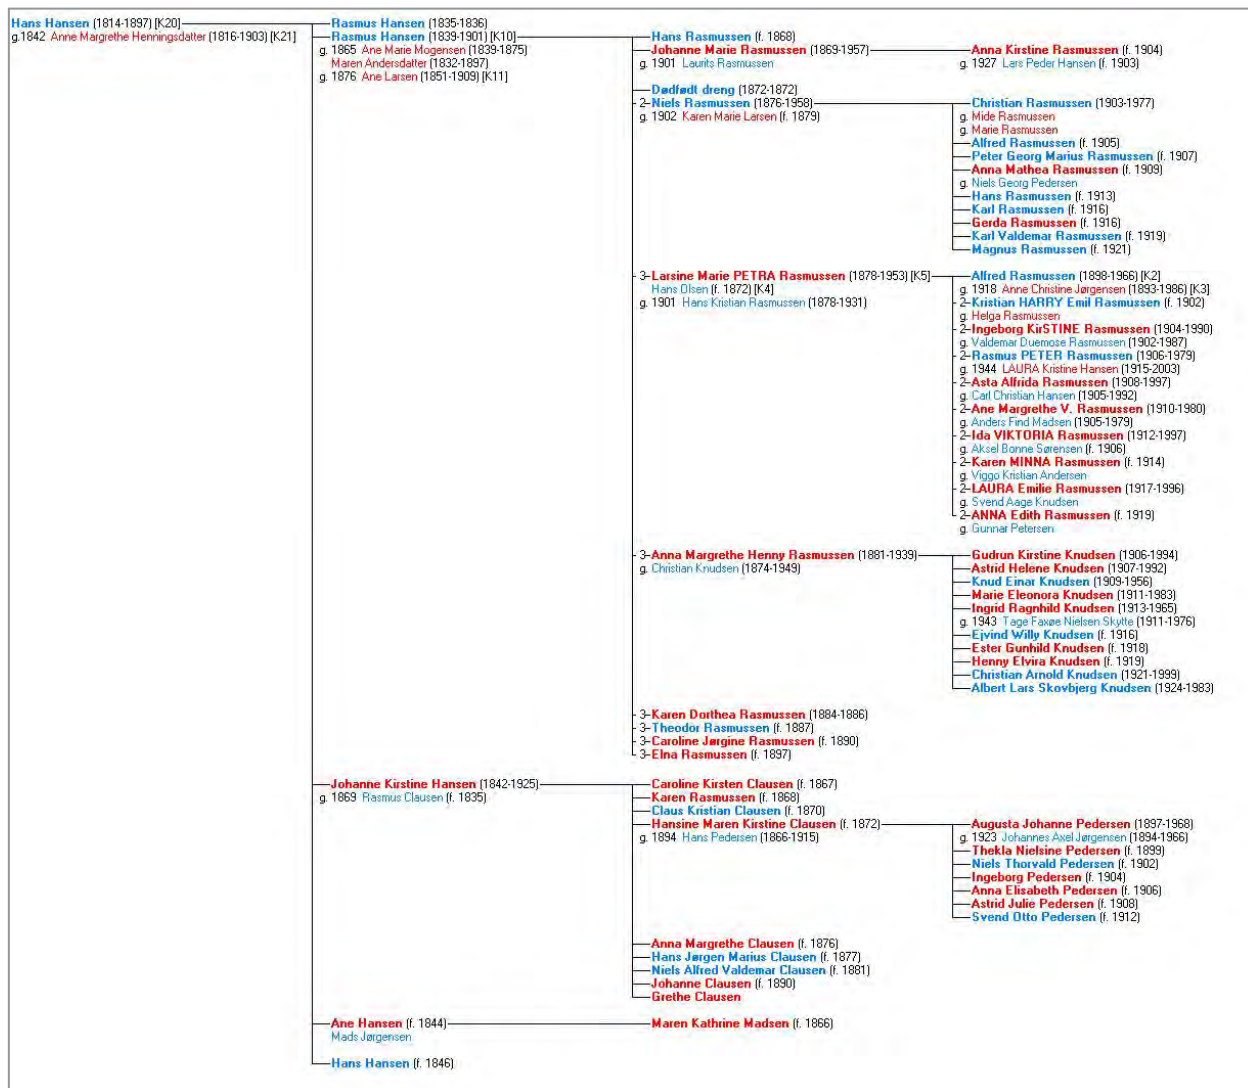 Hans Hansen (1814-1897) [K20]
g.1842 Anne Margrethe Henningsdatter (1816-1903) [K21]
Rasmus Hansen (1835-1836)
Rasmus Hansen (1839-1901) [K10]
g. 1865 Ane Marie Mogensen (1839-1875)
Maren Andersdatter (1832-1897)
g. 1876 Ane Larsen (1851-1909) [K11]
Hans Rasmussen (f. 1868)
Johanne Marie Rasmussen (1869-1957)
g. 1901 Laurits Rasmussen
Anna Kirstine Rasmussen (f. 1904)
g. 1927 Lars Peder Hansen (f. 1903)
Dødfødt dreng (1872-1872)
2 Niels Rasmussen (1876-1958)
g. 1902 Karen Marie Larsen (f. 1879)
Christian Rasmussen (1903-1977)
g. Mide Rasmussen
g. Marie Rasmussen
Alfred Rasmussen (f. 1905)
Peter Georg Marius Rasmussen (f. 1907)
Anna Mathea Rasmussen (f. 1909)
g. Niels Georg Pedersen
Hans Rasmussen (f. 1913)
Karl Rasmussen (f. 1916)
Gerda Rasmussen (f. 1916)
Karl Valdemar Rasmussen (f. 1919)
Magnus Rasmussen (f. 1921)
3 Larsine Marie PETRA Rasmussen (1878-1953) [K5]
Hans Olsen (f. 1872) [K4]
g. 1901 Hans Kristian Rasmussen (1878-1931)
Alfred Rasmussen (1898-1966) [K2]
g. 1918 Anne Christine Jørgensen (1893-1986) [K3]
2 Kristian HARRY Emil Rasmussen (f. 1902)
g. Helga Rasmussen
2 Ingeborg KirSTINE Rasmussen (1904-1990)
g. Valdemar Duemose Rasmussen (1902-1987)
2 Rasmus PETER Rasmussen (1906-1979)
g. 1944 LAURA Kristine Hansen (1915-2003)
2 Asta Alfrida Rasmussen (1908-1997)
g. Carl Christian Hansen (1905-1992)
2 Ane Margrethe V. Rasmussen (1910-1980)
g. Anders Find Madsen (1905-1979)
2 Ida VIKTORIA Rasmussen (1912-1997)
g. Aksel Bonne Sørensen (f. 1906)
2 Karen MINNA Rasmussen (f. 1914)
g. Viggo Kristian Andersen
2 LAURA Emilie Rasmussen (1917-1996)
g. Svend Aage Knudsen
2 ANNA Edith Rasmussen (f. 1919)
g. Gunnar Petersen
3 Anna Margrethe Henny Rasmussen (1881-1939)
g. Christian Knudsen (1874-1949)
Gudrun Kirstine Knudsen (1906-1994)
Astrid Helene Knudsen (1907-1992)
Knud Einar Knudsen (1909-1956)
Marie Eleonora Knudsen (1911-1983)
Ingrid Ragnhild Knudsen (1913-1965)
g. 1943 Tage Faxøe Nielsen Skytte (1911-1976)
Ejvind Willy Knudsen (f. 1916)
Ester Gunhild Knudsen (f. 1918)
Henny Elvira Knudsen (f. 1919)
Christian Arnold Knudsen (1921-1999)
Albert Lars Skovbjerg Knudsen (1924-1983)
3 Karen Dorthea Rasmussen (1884-1886)
3 Theodor Rasmussen (f. 1887)
3 Caroline Jørgine Rasmussen (f. 1890)
3 Elna Rasmussen (f. 1897)
Johanne Kirstine Hansen (1842-1925)
g. 1869 Rasmus Clausen (f. 1835)
Caroline Kirsten Clausen (f. 1867)
Karen Rasmussen (f. 1868)
Claus Kristian Clausen (f. 1870)
Hansine Maren Kirstine Clausen (f. 1872)
g. 1894 Hans Pedersen (1866-1915)
Augusta Johanne Pedersen (1897-1968)
g. 1923 Johannes Axel Jørgensen (1894-1966)
Thekla Nielsine Pedersen (f. 1899)
Niels Thorvald Pedersen (f. 1902)
Ingeborg Pedersen (f. 1904)
Anna Elisabeth Pedersen (f. 1906)
Astrid Julie Pedersen (f. 1908)
Svend Otto Pedersen (f. 1912)
Anna Margrethe Clausen (f. 1876)
Hans Jørgen Marius Clausen (f. 1877)
Niels Alfred Valdemar Clausen (f. 1881)
Johanne Clausen (f. 1890)
Grethe Clausen
Ane Hansen (f. 1844)
Mads Jørgensen
Maren Kathrine Madsen (f. 1866)
Hans Hansen (f. 1846)